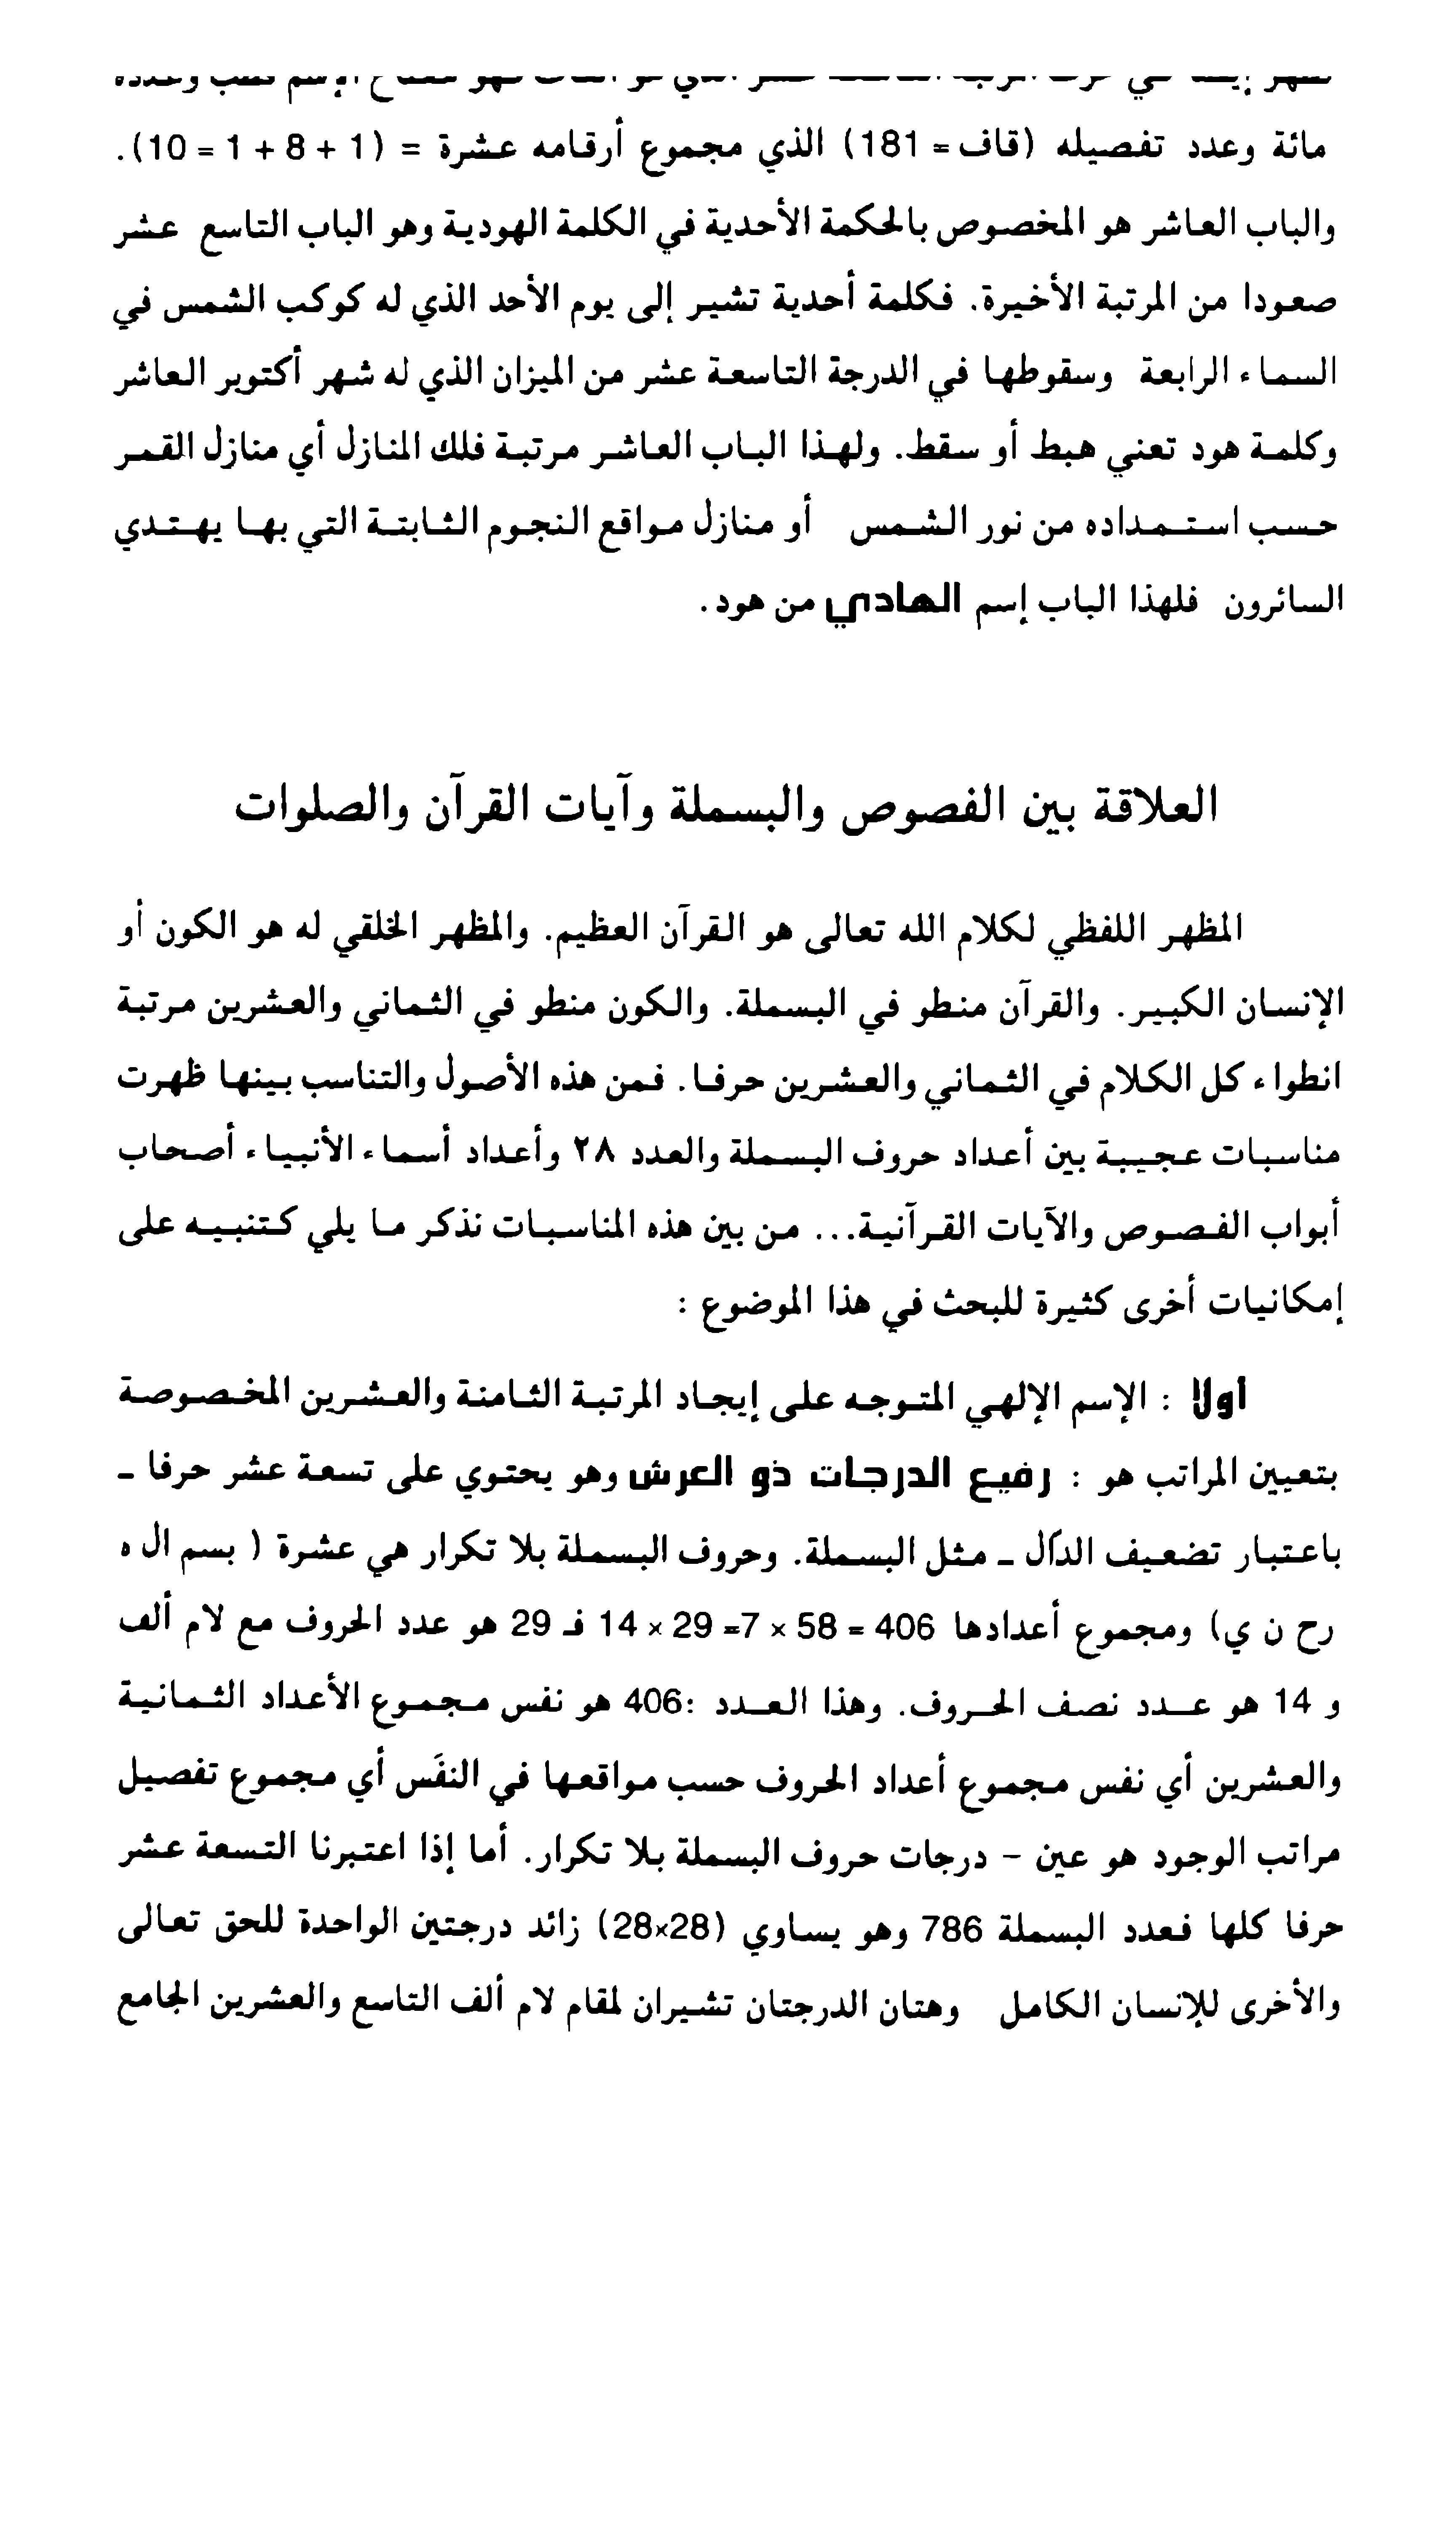 مائة وعدد تفصيله (قاف = 181) الذي مجموع أرقامه عشرة = (1 + 8 + 1 = 10).
والباب العاشر هو المخصوص بالحكمة الأحدية في الكلمة الهودية وهو الباب التاسع عشر
صعودا من المرتبة الأخيرة. فكلمة أحدية تشير إلى يوم الأحد الذي له كوكب الشمس في
السماء الرابعة وسقوطها في الدرجة التاسعة عشر من الميزان الذي له شهر أكتوبر العاشر
وكلمة هود تعني هبط أو سقط. ولهذا الباب العاشر مرتبة فلك المنازل أي منازل القمر
حسب استمداده من نور الشمس أو منازل مواقع النجوم الثابتة التي بها يهتدي
السائرون فلهذا الباب إسم الهادي من هود.
العلاقة بين الفصوص والبسملة وآيات القرآن والصلوات
المظهر اللفظي لكلام الله تعالى هو القرآن العظيم. والمظهر الخلقي له هو الكون أو
الإنسان الكبير. والقرآن منطو في البسملة. والكون منطو في الثماني والعشرين مرتبة
انطواء كل الكلام في الثماني والعشرين حرفا. فمن هذه الأصول والتناسب بينها ظهرت
مناسبات عجيبة بين أعداد حروف البسملة والعدد ٢٨ وأعداد أسماء الأنبياء أصحاب
أبواب الفصوص والآيات القرآنية... من بين هذه المناسبات نذكر ما يلي كتنبيه على
إمكانيات أخرى كثيرة للبحث في هذا الموضوع :
أولا : الإسم الإلهي المتوجه على إيجاد المرتبة الثامنة والعشرين المخصوصة
بتعيين المراتب هو : رفيع الدرجات ذو العرش وهو يحتوي على تسعة عشر حرفا -
باعتبار تضعيف الدال - مثل البسملة. وحروف البسملة بلا تكرار هي عشرة ( بسم ال ه
رح ن ي) ومجموع أعدادها 406 = 58 × 7= 29 × 14 فـ 29 هو عدد الحروف مع لام ألف
و 14 هو عدد نصف الحروف. وهذا العدد :406 هو نفس مجموع الأعداد الثمانية
والعشرين أي نفس مجموع أعداد الحروف حسب مواقعها في النفَس أي مجموع تفصيل
مراتب الوجود هو عين - درجات حروف البسملة بلا تكرار. أما إذا اعتبرنا التسعة عشر
حرفا كلها فعدد البسملة 786 وهو يساوي (28×28) زائد درجتين الواحدة للحق تعالى
والأخرى للإنسان الكامل وهتان الدرجتان تشيران لمقام لام ألف التاسع والعشرين الجامع